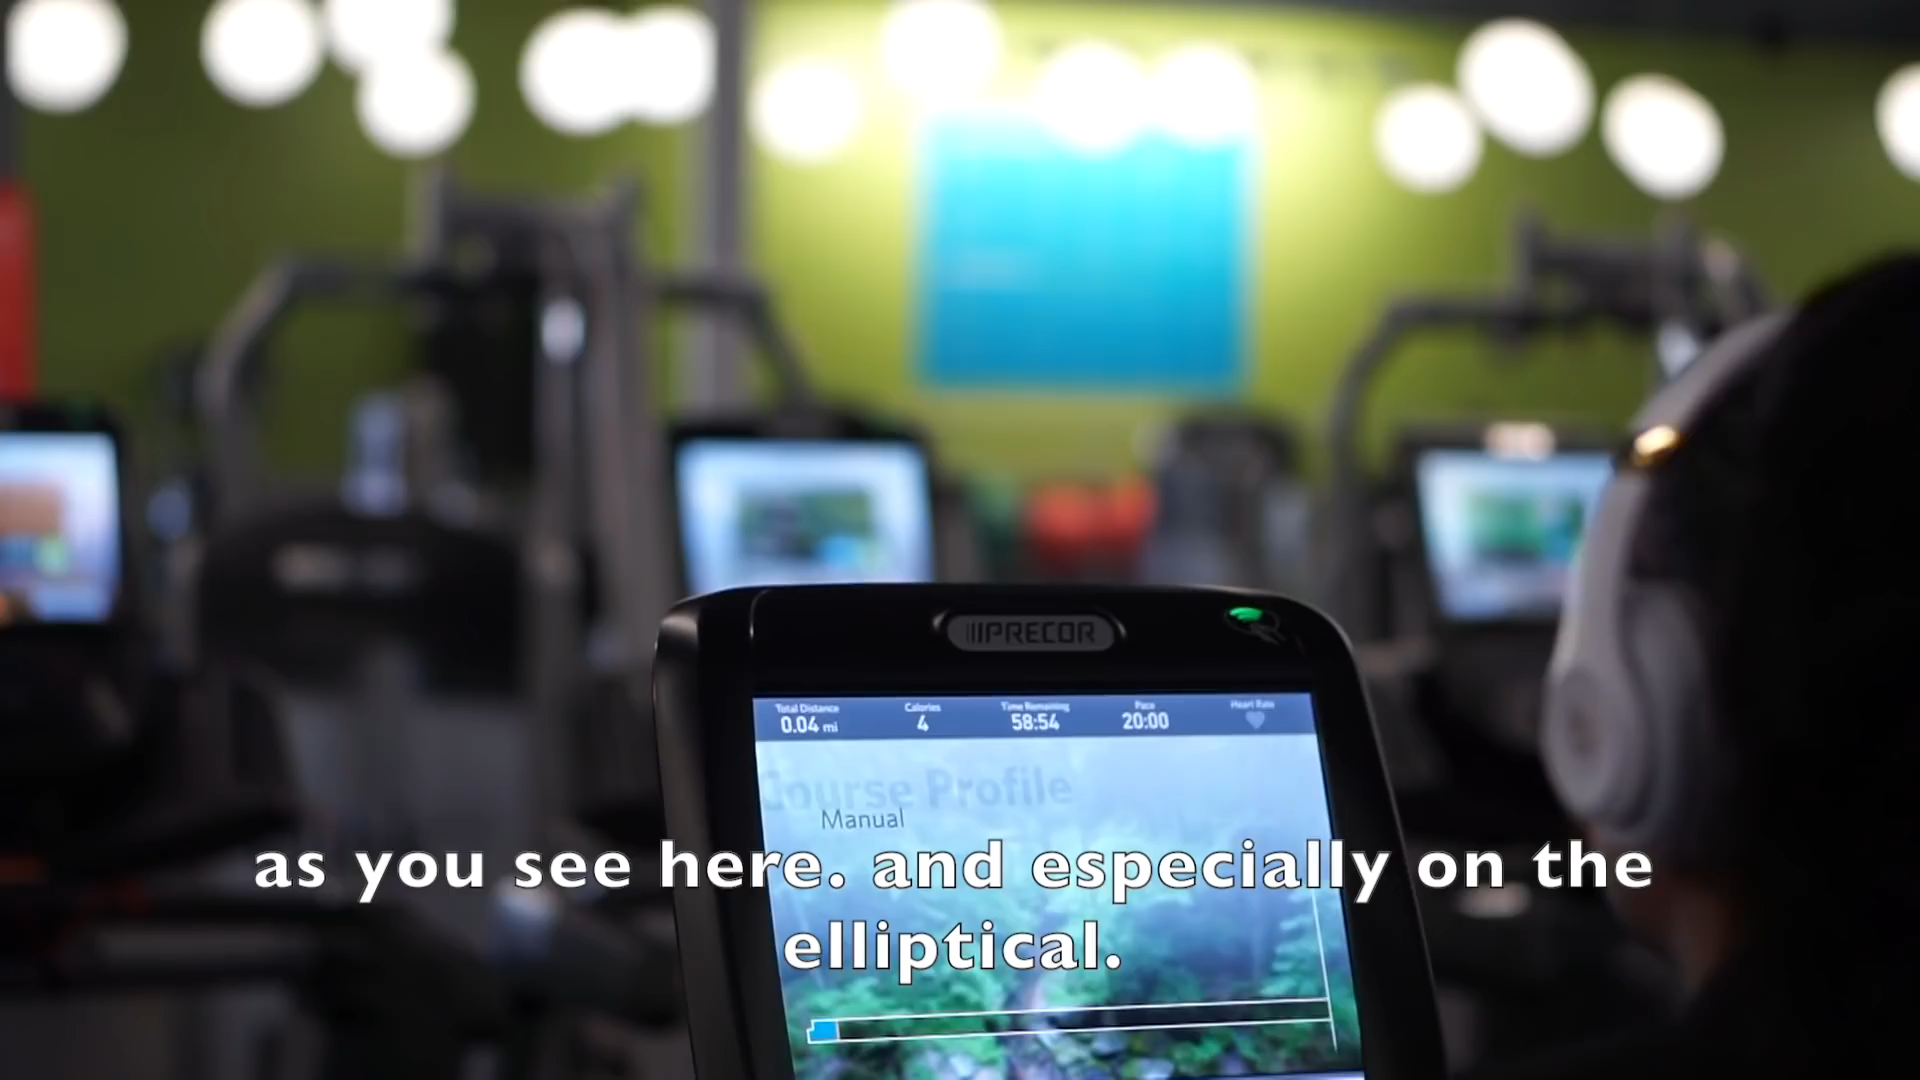 PRECOR
Total Distance Calories Time Remaining Pace Heart Rate
0.04 mi 4 58:54 20:00
Course Profile
Manual
as you see here. and especially on the
elliptical.